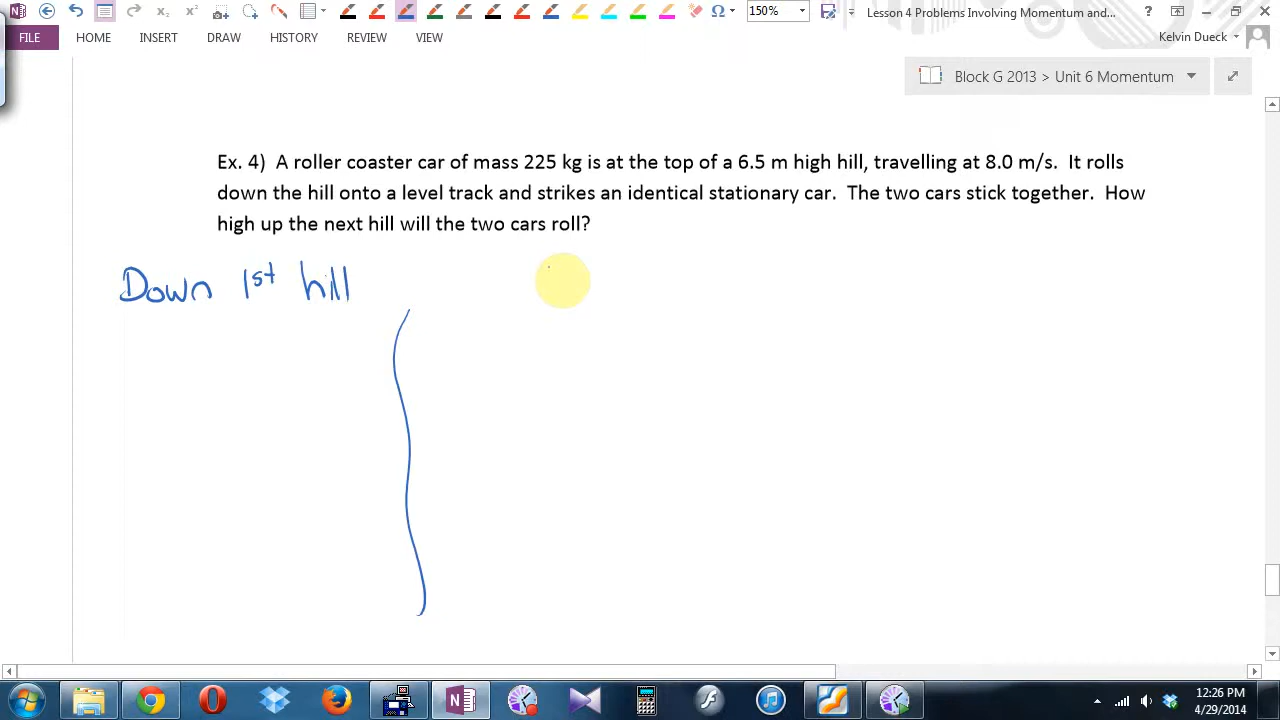 150%
Lesson 4 Problems Involving Momentum and...
?
FILE HOME INSERT DRAW HISTORY REVIEW VIEW
Kelvin Dueck
Block G 2013 > Unit 6 Momentum
Ex. 4) A roller coaster car of mass 225 kg is at the top of a 6.5 m high hill, travelling at 8.0 m/s. It rolls
down the hill onto a level track and strikes an identical stationary car. The two cars stick together. How
high up the next hill will the two cars roll?
Down 1st hill
12:26 PM
4/29/2014